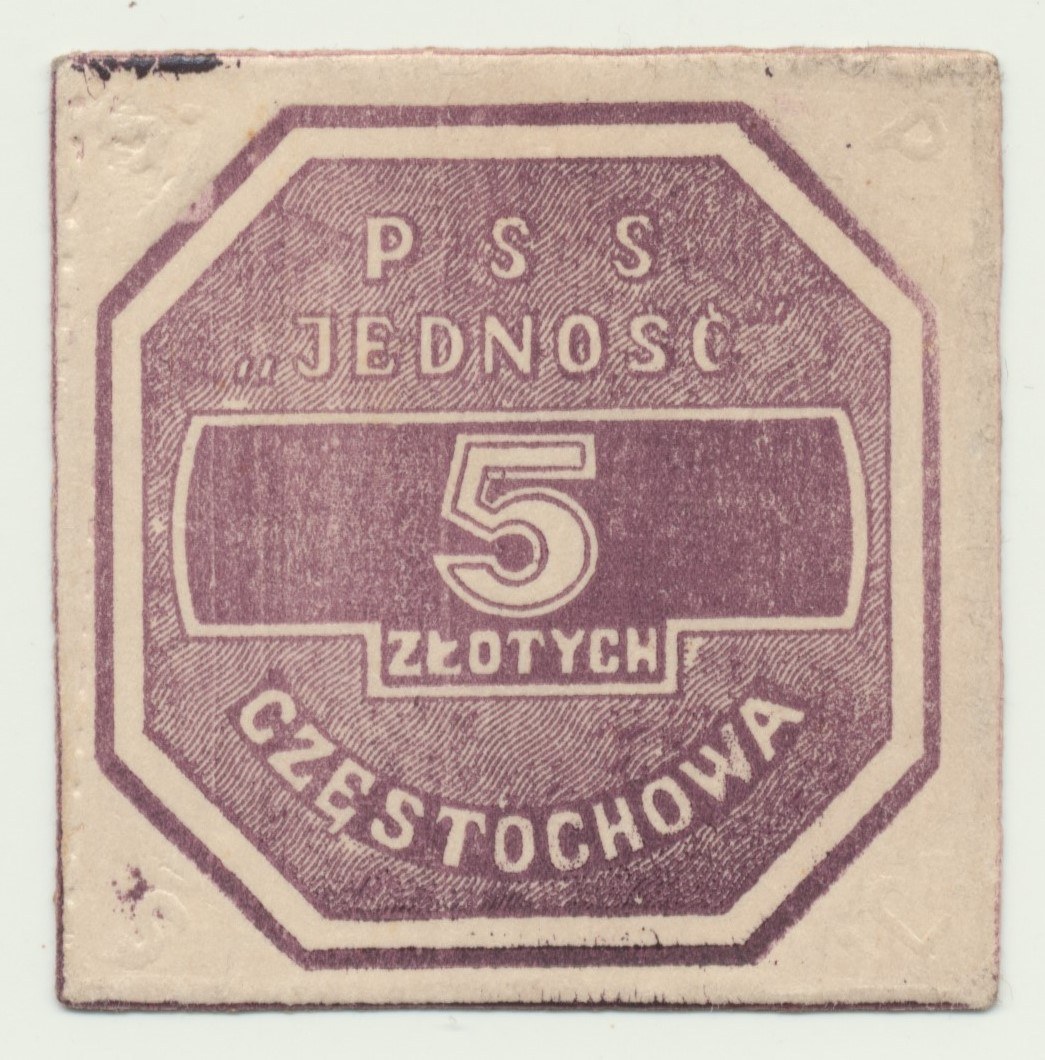 P S S
„JEDNOŚĆ”
5
ZŁOTYCH
CZĘSTOCHOWA